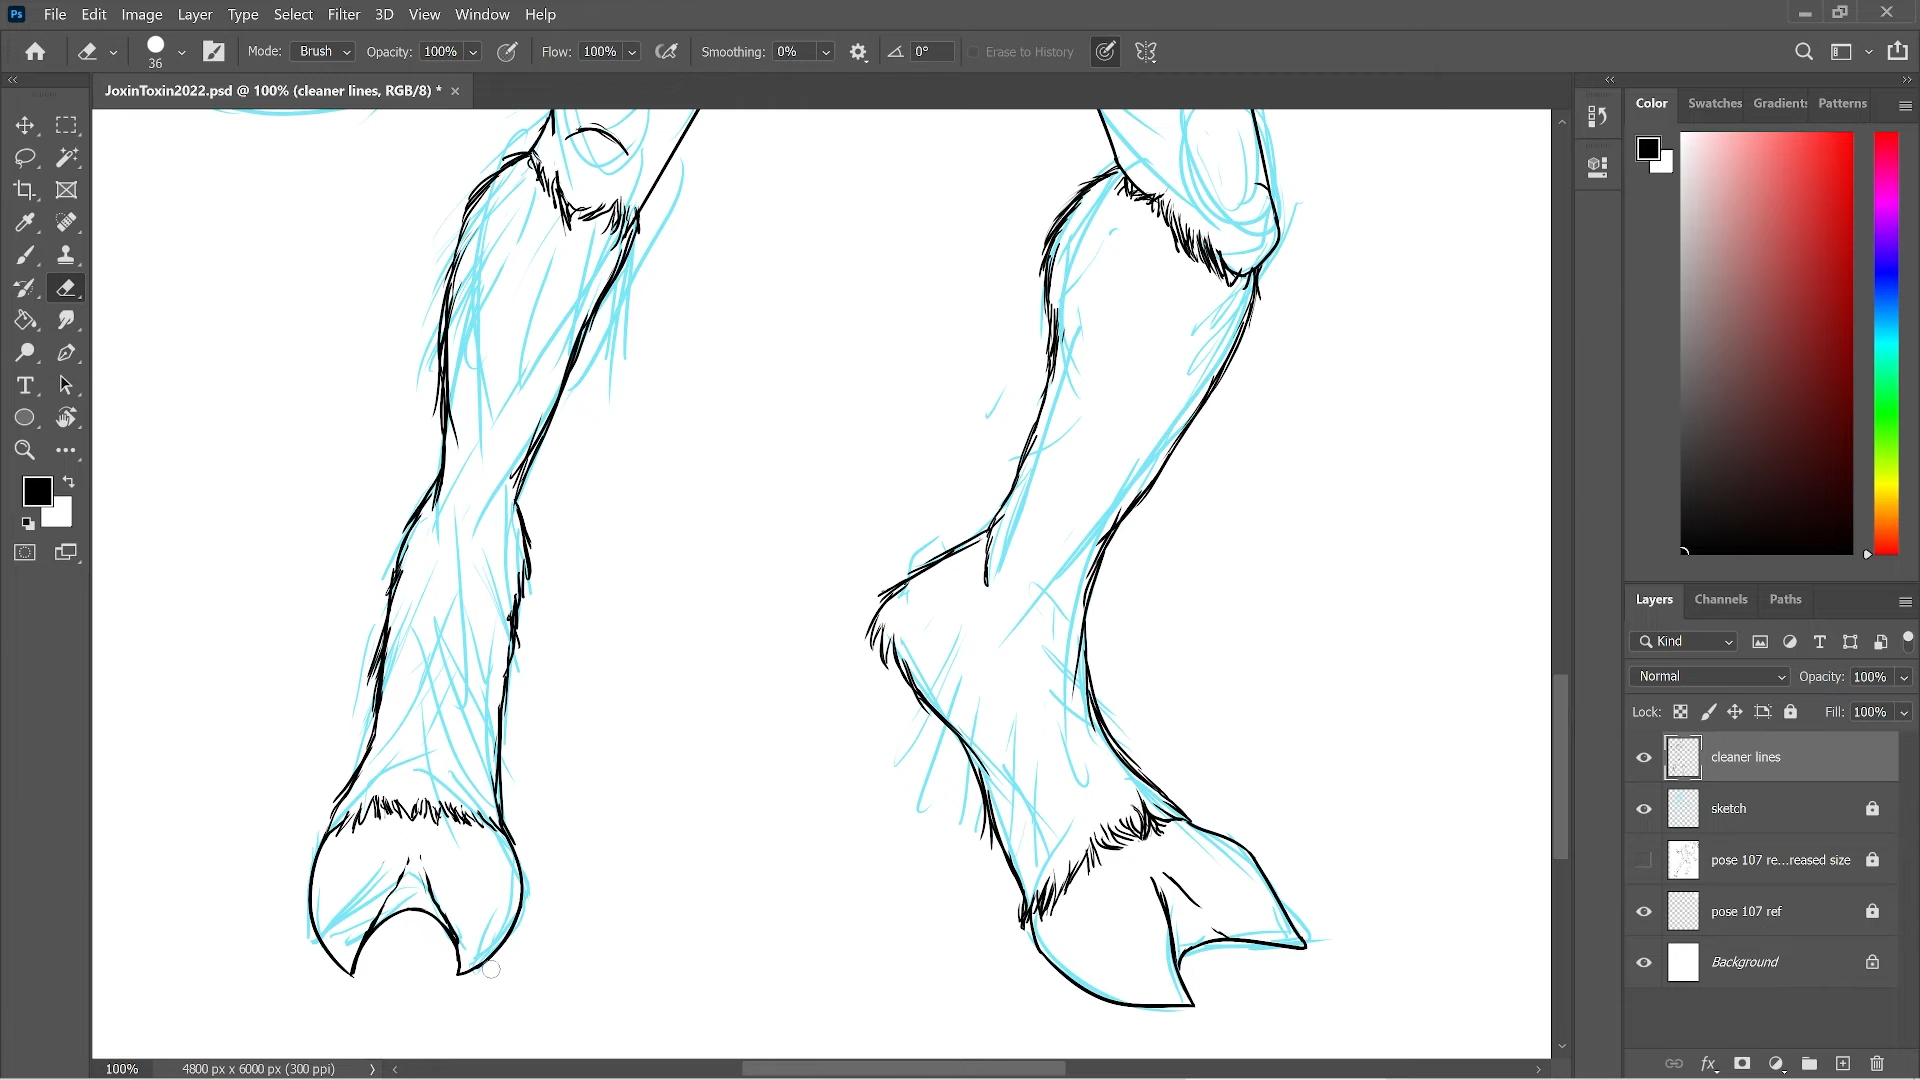 Ps File Edit Image Layer Type Select Filter 3D View Window Help
36 Mode: Brush Opacity: 100% Flow: 100% Smoothing: 0% 0° Erase to History
JoxinToxin2022.psd @ 100% (cleaner lines, RGB/8) *
Color Swatches Gradients Patterns
Layers Channels Paths
Kind
Normal Opacity: 100%
Lock: Fill: 100%
cleaner lines
sketch
pose 107 re...reased size
pose 107 ref
Background
fx
100% 4800 px x 6000 px (300 ppi)